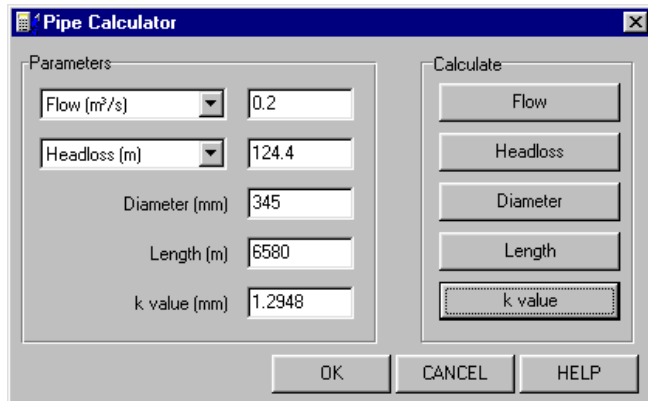 Pipe Calculator
Parameters
Flow (m³/s)
0.2
Headloss (m)
124.4
Diameter (mm)
345
Length (m)
6580
k value (mm)
1.2948
Calculate
Flow
Headloss
Diameter
Length
k value
OK
CANCEL
HELP